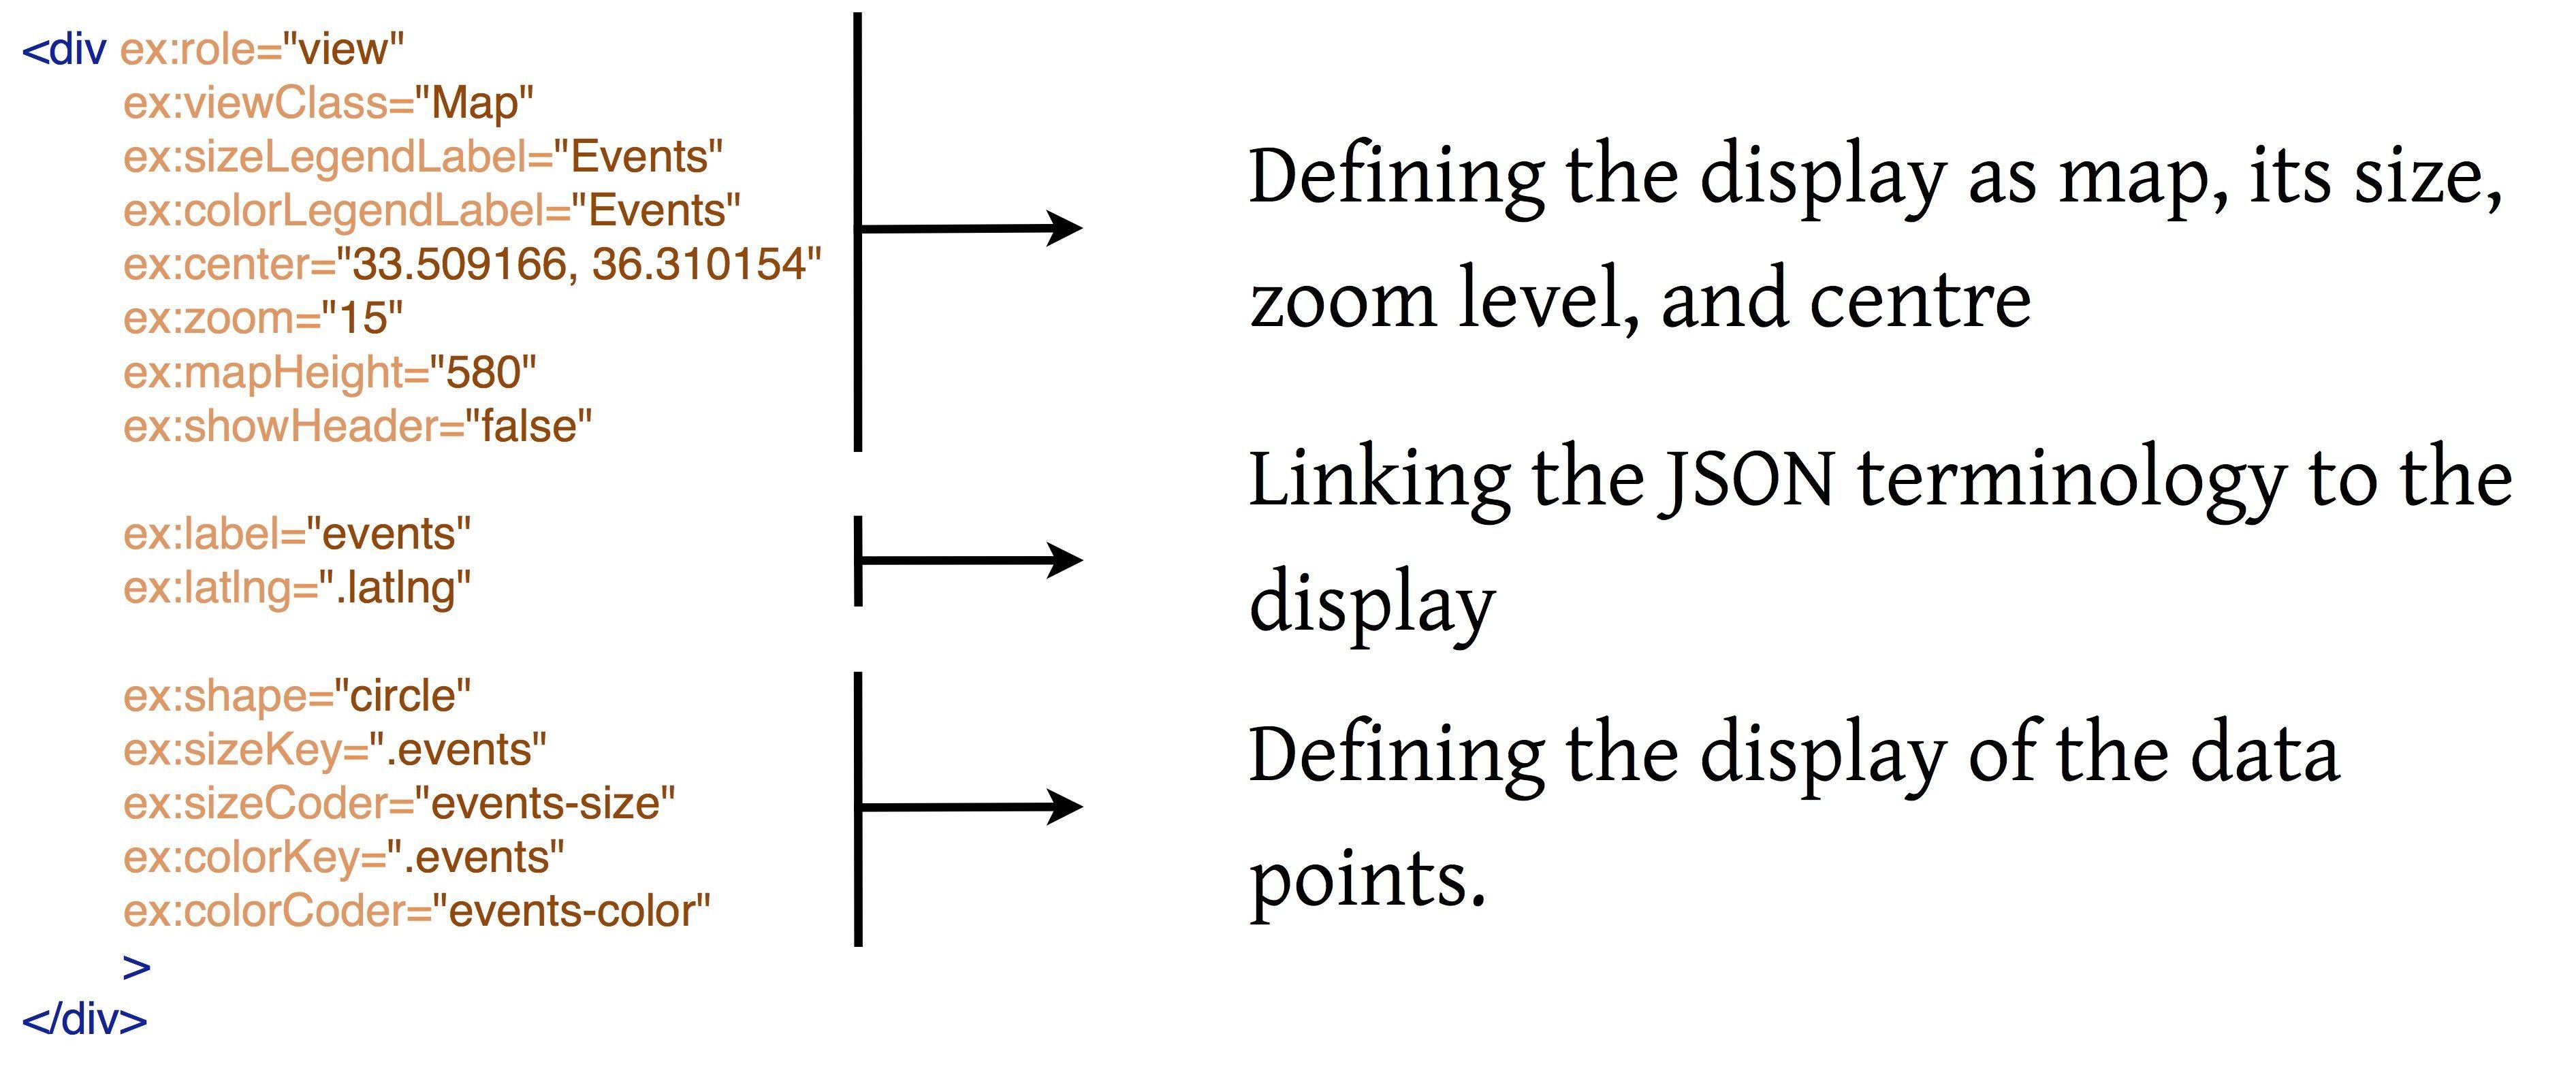 <div ex:role="view"
ex:viewClass="Map"
ex:sizeLegendLabel="Events"
ex:colorLegendLabel="Events"
ex:center="33.509166, 36.310154"
ex:zoom="15"
ex:mapHeight="580"
ex:showHeader="false"
ex:label="events"
ex:latlng=".latlng"
ex:shape="circle"
ex:sizeKey=".events"
ex:sizeCoder="events-size"
ex:colorKey=".events"
ex:colorCoder="events-color"
>
</div>
Defining the display as map, its size,
zoom level, and centre
Linking the JSON terminology to the
display
Defining the display of the data
points.